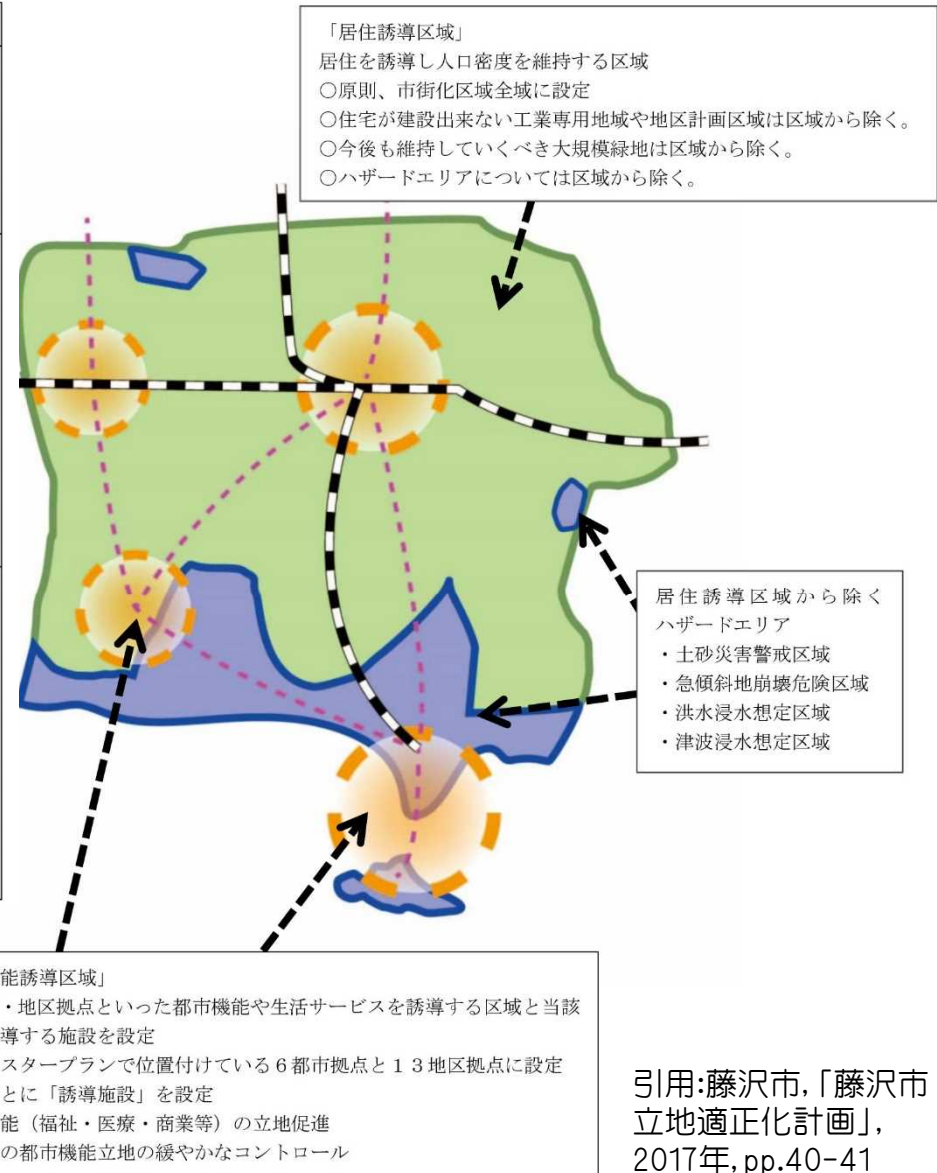 「居住誘導区域」
居住を誘導し人口密度を維持する区域
○原則、市街化区域全域に設定
○住宅が建設出来ない工業専用地域や地区計画区域は区域から除く。
○今後も維持していくべき大規模緑地は区域から除く。
○ハザードエリアについては区域から除く。
居住誘導区域から除く
ハザードエリア
・土砂災害警戒区域
・急傾斜地崩壊危険区域
・洪水浸水想定区域
・津波浸水想定区域
能誘導区域」
・地区拠点といった都市機能や生活サービスを誘導する区域と当該
導する施設を設定
スタープランで位置付けている６都市拠点と１３地区拠点に設定
とに「誘導施設」を設定
能（福祉・医療・商業等）の立地促進
の都市機能立地の緩やかなコントロール
引用:藤沢市,「藤沢市
立地適正化計画」,
2017年,pp.40-41